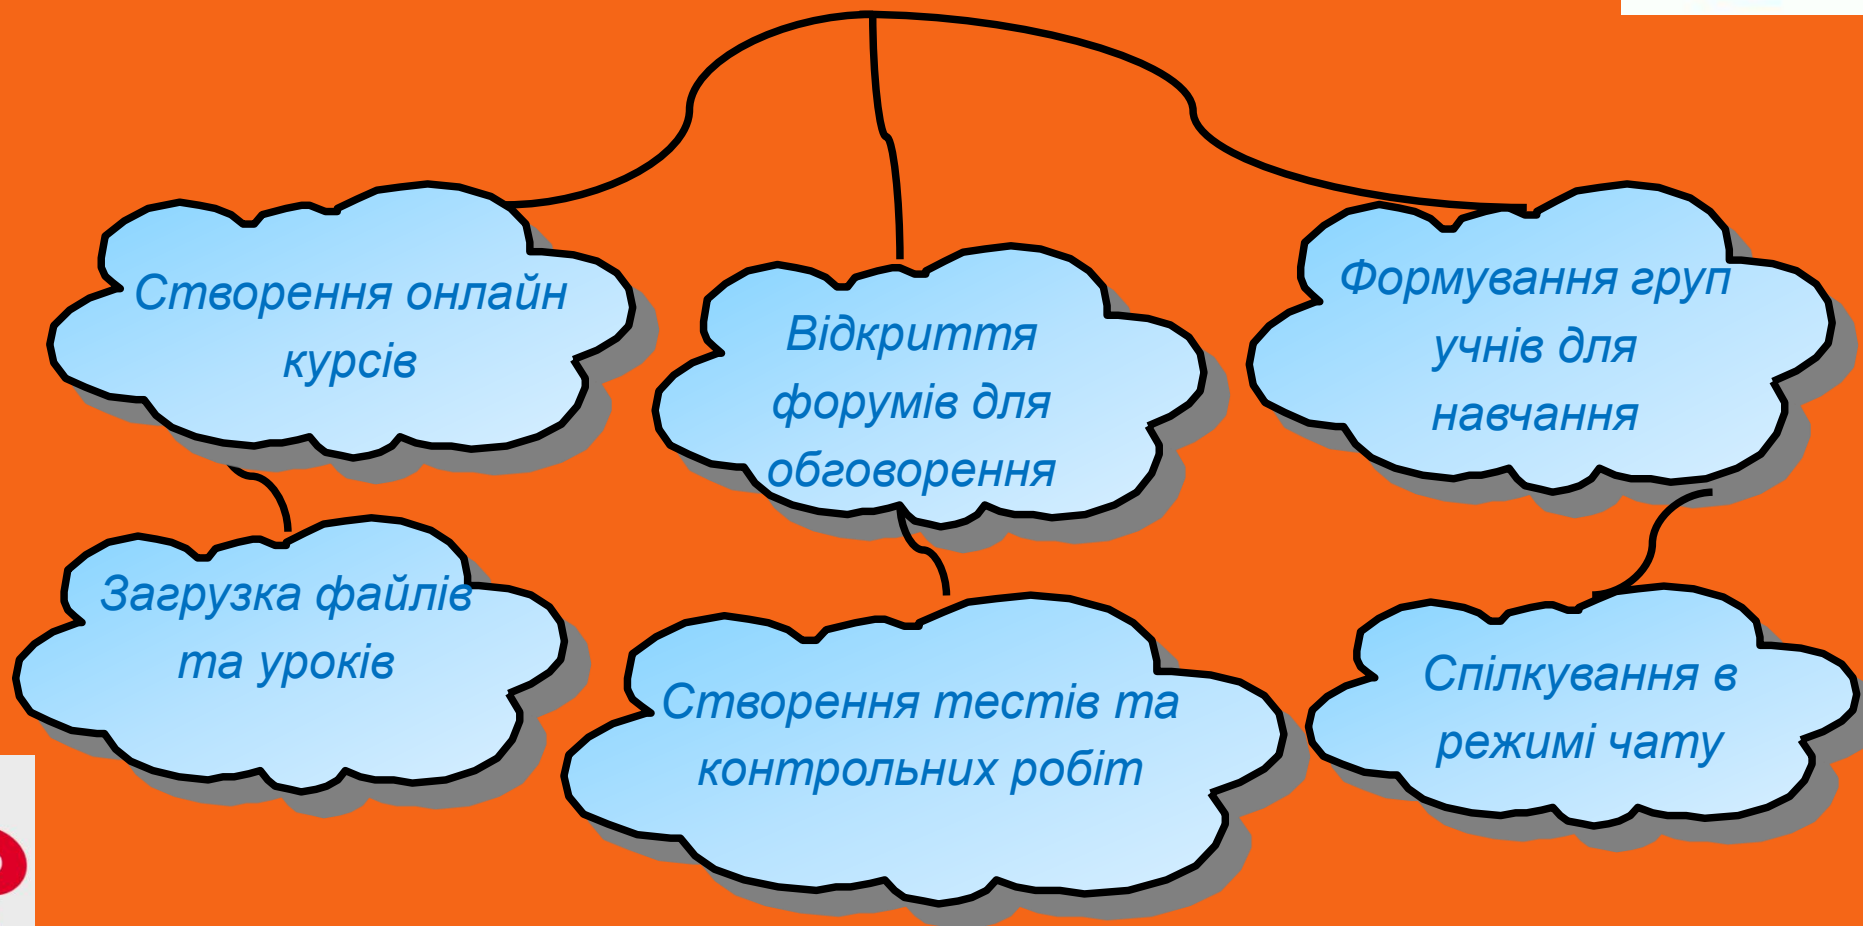 Створення онлайн
курсів
Відкриття
форумів для
обговорення
Формування груп
учнів для
навчання
Загрузка файлів
та уроків
Створення тестів та
контрольних робіт
Спілкування в
режимі чату